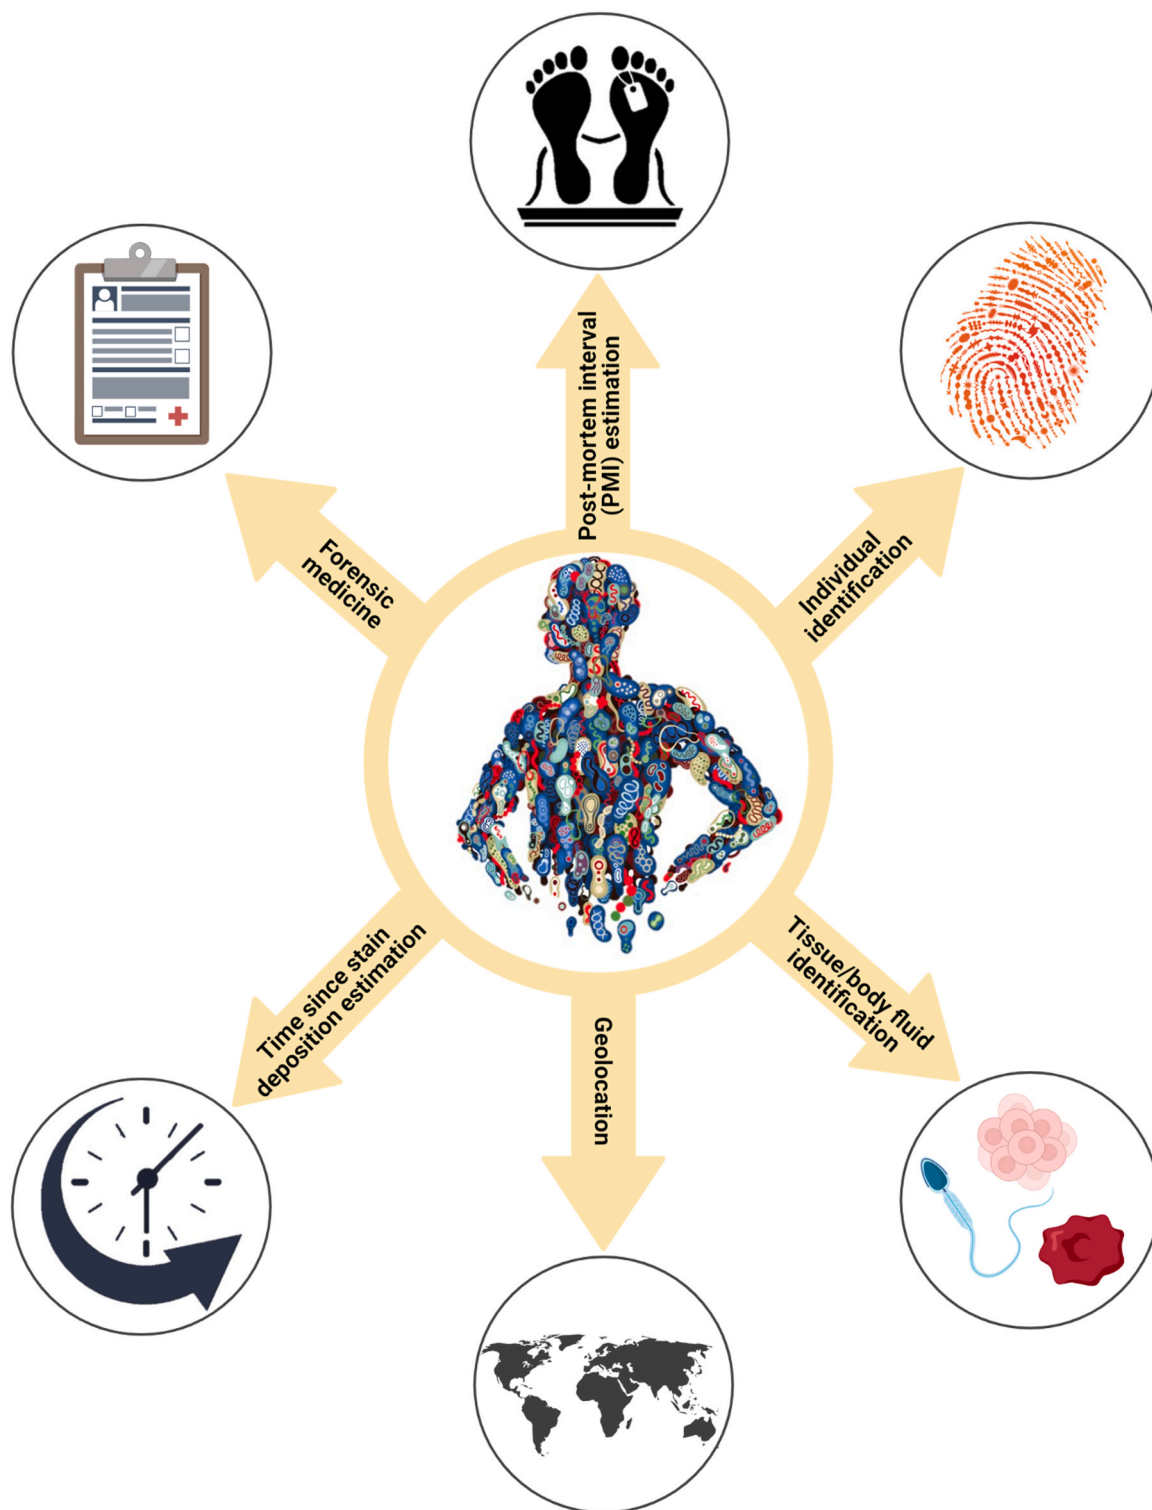 Post-mortem interval
(PMI) estimation
Individual
identification
Tissue/body fluid
identification
Geolocation
Time since stain
deposition estimation
Forensic
medicine